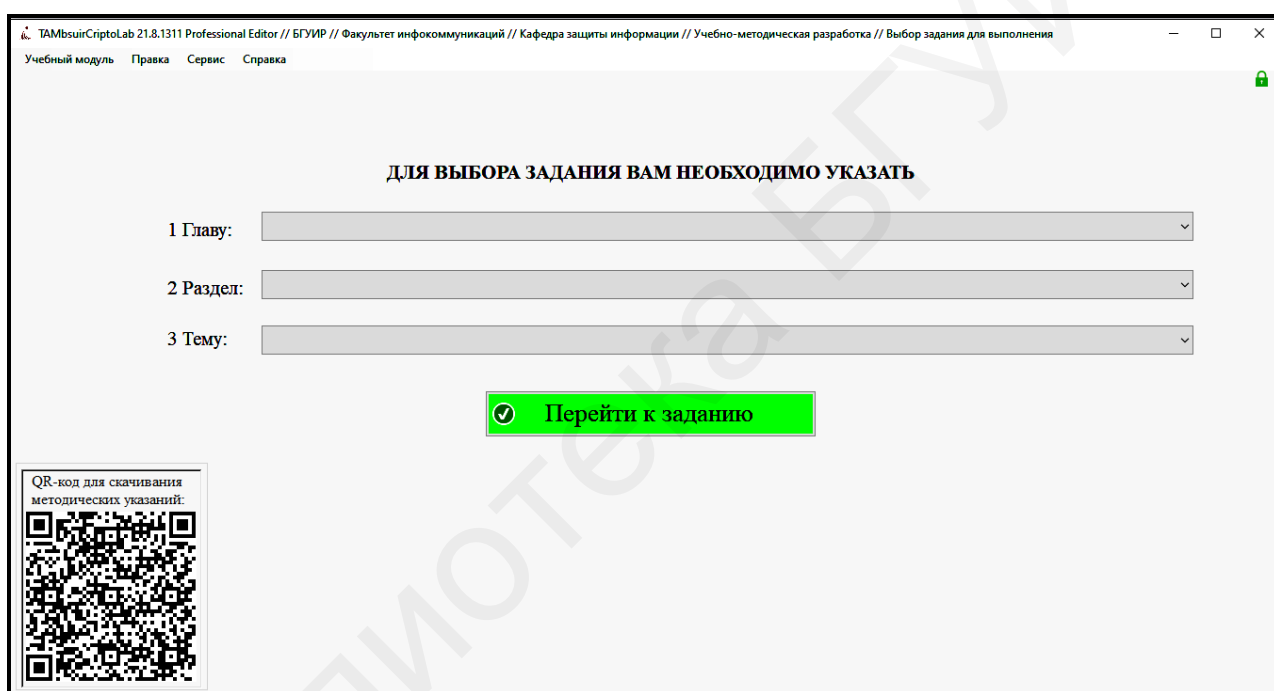 TAMbsuirCriptoLab 21.8.1311 Professional Editor // БГУИР // Факультет инфокоммуникаций // Кафедра защиты информации // Учебно-методическая разработка // Выбор задания для выполнения
Учебный модуль Правка Сервис Справка
ДЛЯ ВЫБОРА ЗАДАНИЯ ВАМ НЕОБХОДИМО УКАЗАТЬ
1 Главу:
2 Раздел:
3 Тему:
Перейти к заданию
QR-код для скачивания
методических указаний: